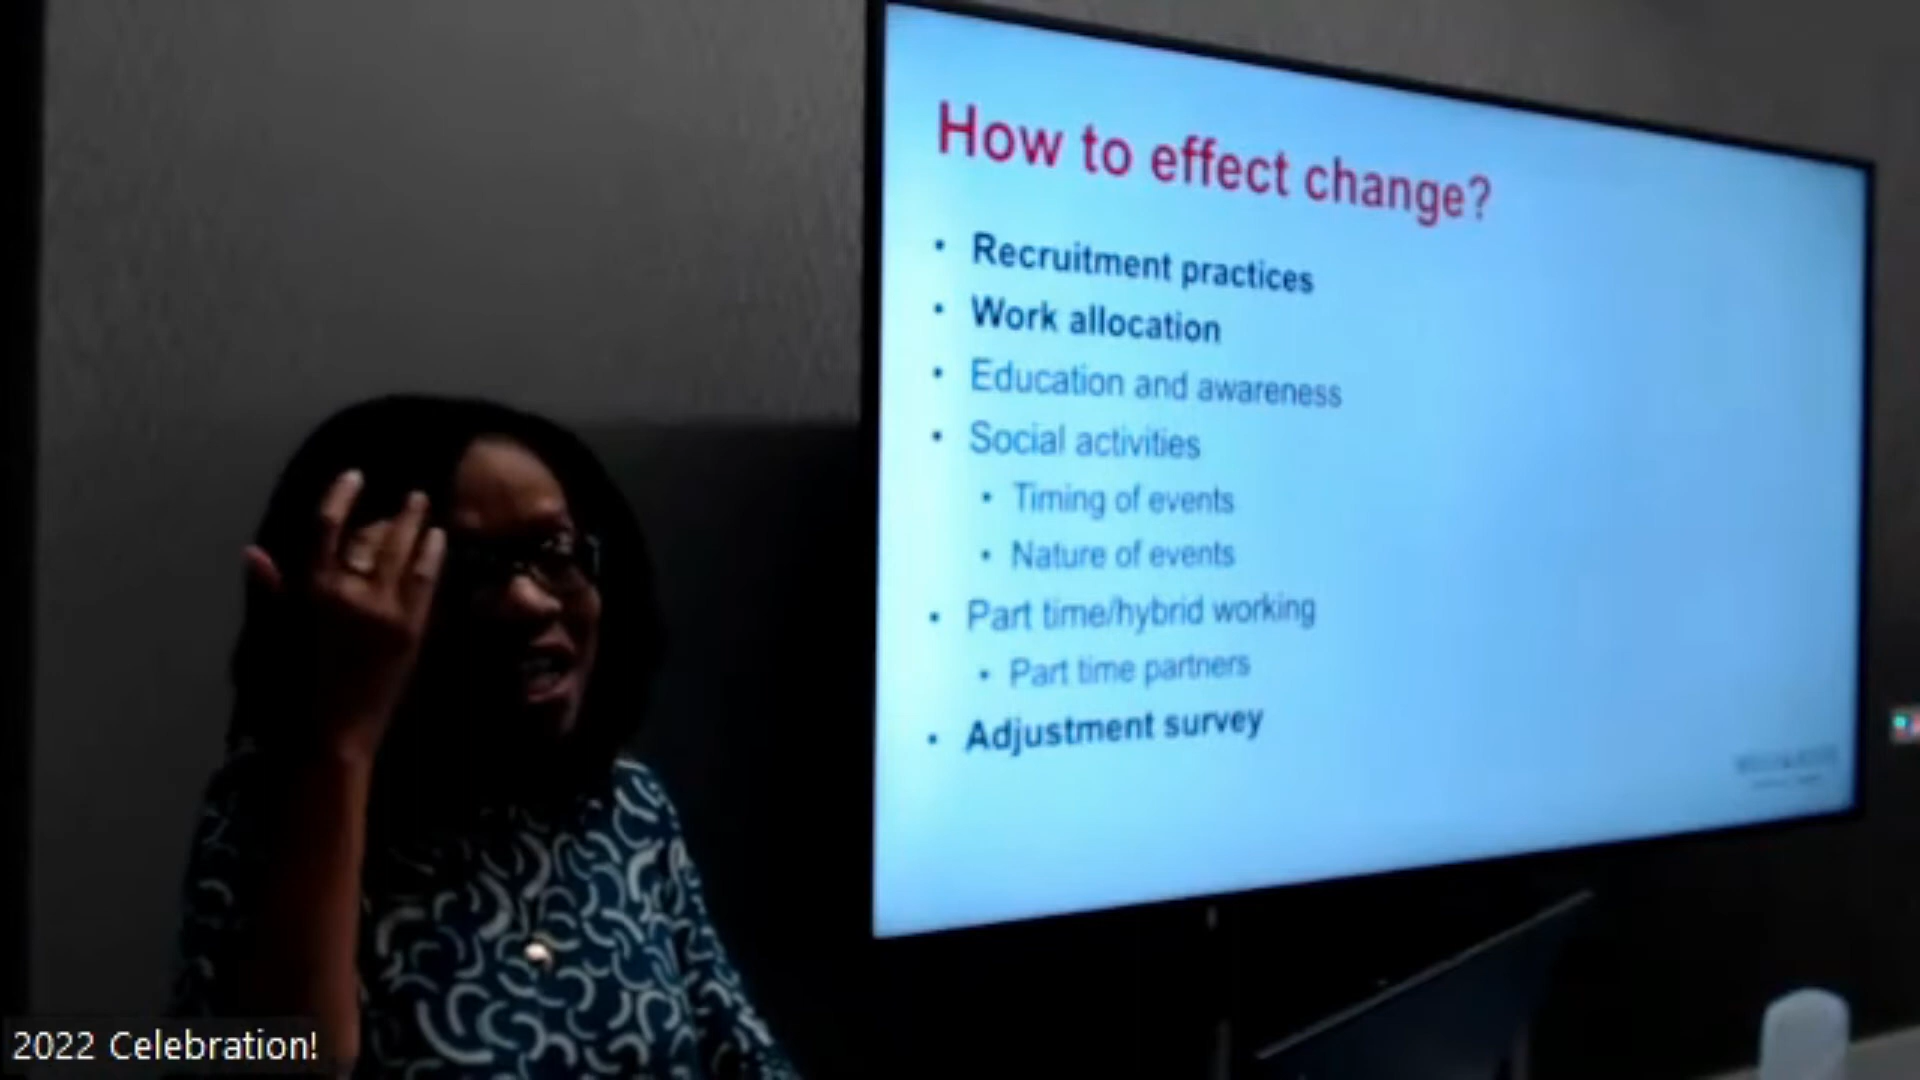 How to effect change?
• Recruitment practices
• Work allocation
• Education and awareness
• Social activities
• Timing of events
• Nature of events
• Part time/hybrid working
• Part time partners
• Adjustment survey
2022 Celebration!